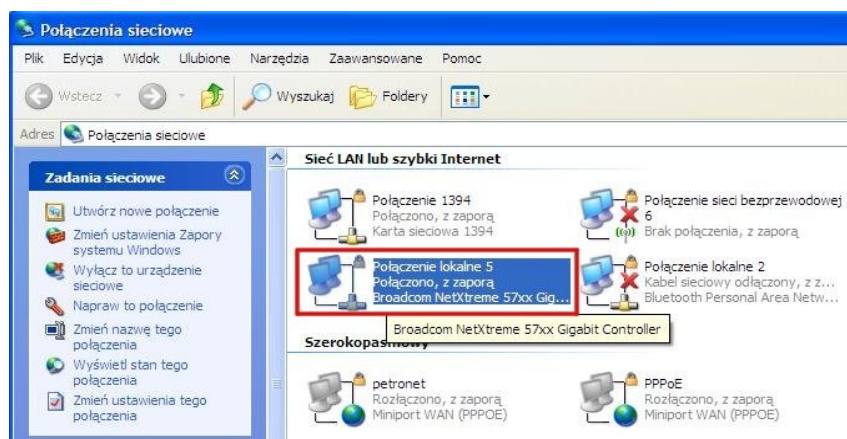 Połączenia sieciowe
Plik Edycja Widok Ulubione Narzędzia Zaawansowane Pomoc
Wstecz Wyszukaj Foldery
Adres Połączenia sieciowe
Zadania sieciowe
Utwórz nowe połączenie
Zmień ustawienia Zapory
systemu Windows
Wyłącz to urządzenie
sieciowe
Napraw to połączenie
Zmień nazwę tego
połączenia
Wyświetl stan tego
połączenia
Zmień ustawienia tego
połączenia
Sieć LAN lub szybki Internet
Połączenie 1394
Połączono, z zaporą
Karta sieciowa 1394
Połączenie sieci bezprzewodowej
6
Brak połączenia, z zaporą
Połączenie lokalne 5
Połączono, z zaporą
Broadcom NetXtreme 57xx Gig...
Połączenie lokalne 2
Kabel sieciowy odłączony, z z...
Bluetooth Personal Area Netw...
Broadcom NetXtreme 57xx Gigabit Controller
Szerokopasmowy
petronet
Rozłączono, z zaporą
Miniport WAN (PPPOE)
PPPoE
Rozłączono, z zaporą
Miniport WAN (PPPOE)